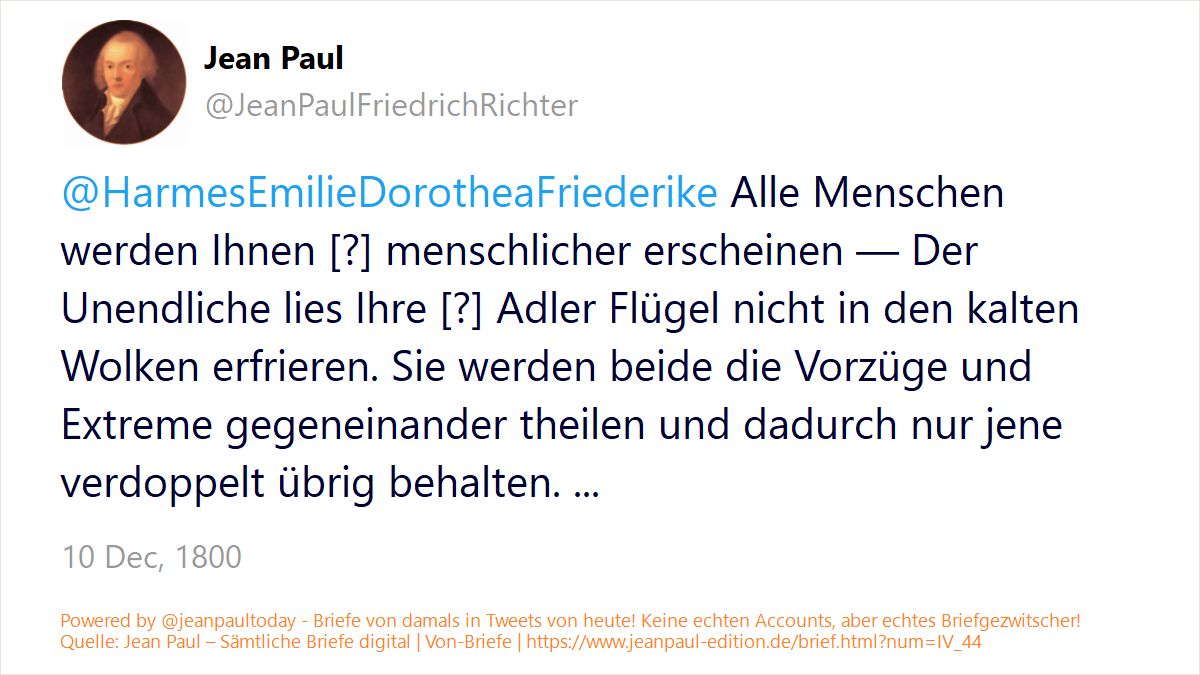 Jean Paul
@JeanPaulFriedrichRichter
@HarmesEmilieDorotheaFriederike Alle Menschen
werden Ihnen [?] menschlicher erscheinen — Der
Unendliche lies Ihre [?] Adler Flügel nicht in den kalten
Wolken erfrieren. Sie werden beide die Vorzüge und
Extreme gegeneinander theilen und dadurch nur jene
verdoppelt übrig behalten. ...
10 Dec, 1800
Powered by @jeanpaultoday - Briefe von damals in Tweets von heute! Keine echten Accounts, aber echtes Briefgezwitscher!
Quelle: Jean Paul – Sämtliche Briefe digital | Von-Briefe | https://www.jeanpaul-edition.de/brief.html?num=IV_44